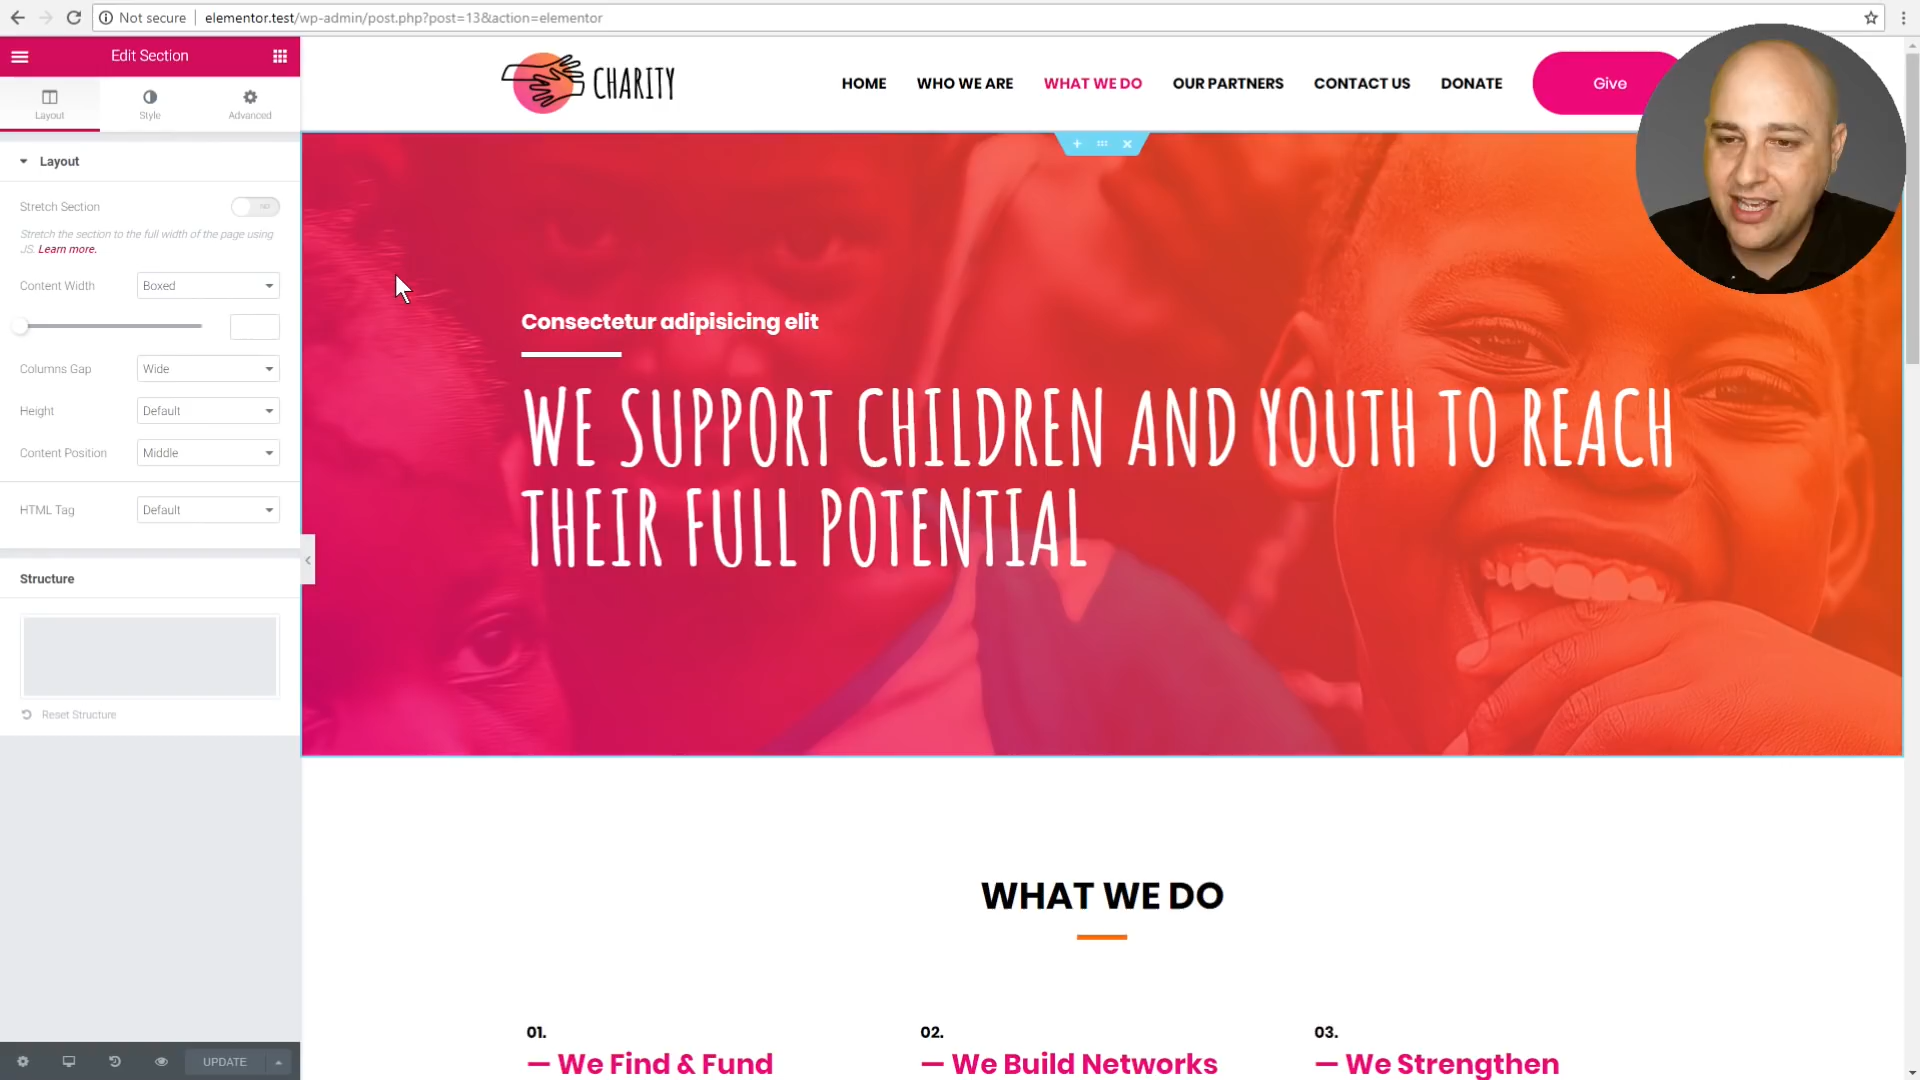 Not secure
elementor.test/wp-admin/post.php?post=13&action=elementor
Edit Section
Layout
Style
Advanced
Layout
Stretch Section
NO
Stretch the section to the full width of the page using
JS. Learn more.
Content Width
Boxed
Columns Gap
Wide
Height
Default
Content Position
Middle
HTML Tag
Default
Structure
Reset Structure
UPDATE
CHARITY
HOME
WHO WE ARE
WHAT WE DO
OUR PARTNERS
CONTACT US
DONATE
Give
Consectetur adipisicing elit
WE SUPPORT CHILDREN AND YOUTH TO REACH
THEIR FULL POTENTIAL
WHAT WE DO
01.
— We Find & Fund
02.
— We Build Networks
03.
— We Strengthen